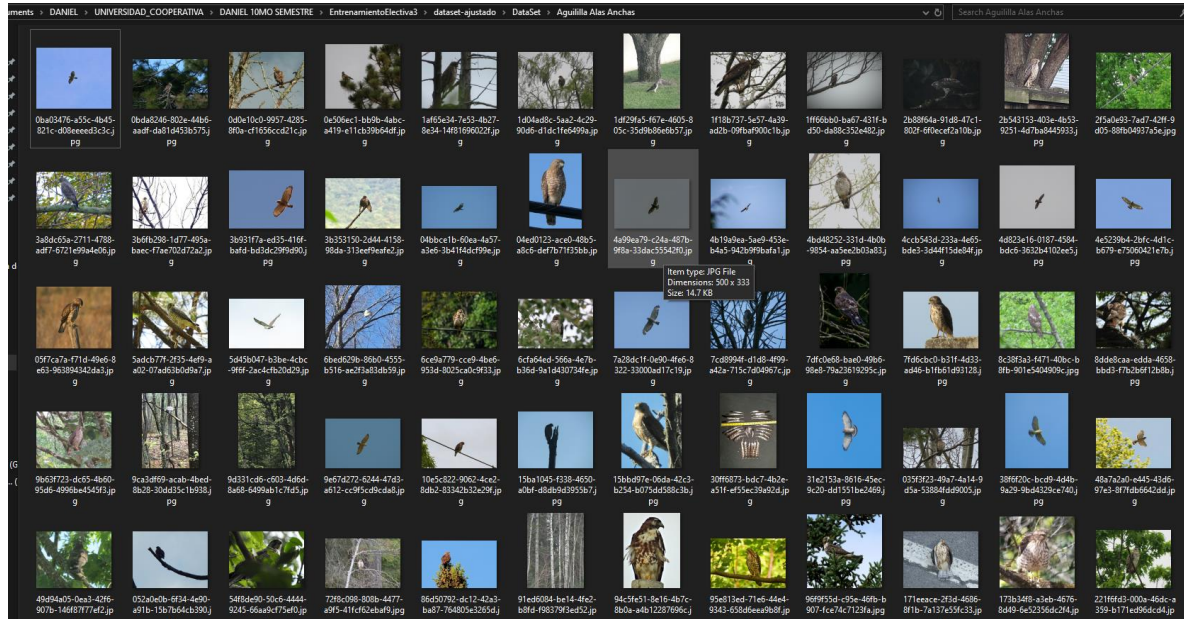 uments > DANIEL > UNIVERSIDAD_COOPERATIVA > DANIEL 10MO SEMESTRE > EntrenamientoElectiva3 > dataset-ajustado > DataSet > Aguililla Alas Anchas
Search Aguililla Alas Anchas
0ba03476-a55c-4b45-821c-d08eeeed3c3c.jpg
0bda8246-802e-44b6-aadf-da81d453b575.jpg
0d0e10c0-9957-4285-8f0a-cf1656ccd21c.jpg
0e506ec1-bb9b-4abc-a419-e11cb39b64df.jpg
1af65e34-7e53-4b27-8e34-14f81696022f.jpg
1d04ad8c-5aa2-4c29-90d6-d1dc1fe6499a.jpg
1df29fa5-f67e-4605-805c-35d9b86e6b57.jpg
1f18b737-5e57-4a39-ad2b-09fbaf900c1b.jpg
1ff66bb0-ba67-431f-bd50-da88c352e482.jpg
2b88f64a-91d8-47c1-802f-6f0ecef2a10b.jpg
2b543153-403e-4b53-9251-4d7ba8445933.jpg
2f5a0e93-7ad7-42ff-9d05-88fb04937a5e.jpg
3a8dc65a-2711-4788-adf7-6721e99a4e06.jpg
3b6fb298-1d77-495a-baec-f7ae702d72a2.jpg
3b931f7a-ed35-416f-bafd-bd3dc29f9d90.jpg
3b353150-2d44-4158-98da-313eef9eafe2.jpg
04bbce1b-60ea-4a57-a3e6-3b41f4dcf99e.jpg
04ed0123-ace0-48b5-a8c6-def7b71f35bb.jpg
4a99ea79-c24a-487b-9f8a-33dac55542f0.jpg
4b19a9ea-5ae9-453e-b4a5-942b9f9bafa1.jpg
4bd48252-331d-4b0b-9854-aa5ee2b03a83.jpg
4ccb543d-233a-4e65-bde3-3d44f15de84f.jpg
4d823e16-0187-4584-bdc6-3632b4102ee5.jpg
4e5239b4-2bfc-4d1c-b679-e75060421e7b.jpg
Item type: JPG File
Dimensions: 500 x 333
Size: 14.7 KB
05f7ca7a-f71d-49e6-8e63-963894342da3.jpg
5adcb77f-2f35-4ef9-aa02-07ad63b0d9a7.jpg
5d45b047-b3be-4cbc-9f6f-2ac4cfb20d29.jpg
6bed629b-86b0-4555-b516-ae2f3a83db59.jpg
6ce9a779-cce9-4be6-953d-8025ca0c9f33.jpg
6cfa64ed-566a-4e7b-b36d-9a1d430734fe.jpg
7a28dc1f-0e90-4fe6-8322-33000ad17c19.jpg
7cd8994f-d1d8-4f99-a42a-715c7d04967c.jpg
7dfc0e68-bae0-49b6-98e8-79a23619295c.jpg
7fd6cbc0-b31f-4d33-ad46-b1fb61d93128.jpg
8c38f3a3-f471-40bc-b8fb-901e5404909c.jpg
8dde8caa-edda-4658-bbd3-f7b2b6f12b8b.jpg
9b63f723-dc65-4b60-95d6-4996be4545f3.jpg
9ca3df69-acab-4bed-8b28-30dd35c1b938.jpg
9d331cd6-c603-4d6d-8a68-6499ab1c7fd5.jpg
9e67d272-6244-47d3-a612-cc9f5cd9cda8.jpg
10e5c822-9062-4ce2-8db2-83342b32e29f.jpg
15ba1045-f338-4650-a0bf-d8db9d3955b7.jpg
15bbd97e-06da-42c3-b254-b075dd588c3b.jpg
30ff6873-bdc7-4b2e-a51f-ef55ec39a92d.jpg
31e2153a-8616-45ec-9c20-dd1551be2469.jpg
035f3f23-49a7-4a14-9d5a-53884fdd9005.jpg
38f6f20c-bcd9-4d4b-9a29-9bd4329ce740.jpg
48a7a2a0-e445-43d6-97e3-8f7fdb6642dd.jpg
49d94a05-0ea3-42f6-907b-146f87f77ef2.jpg
052a0e0b-6f34-4e90-a91b-15b7b64cb390.j
54f8de90-50c6-4444-9245-66aa9cf75ef0.jp
72f8c098-808b-4477-a9f5-41fcf62ebaf9.jpg
86d50792-dc12-42a3-ba87-764805e3265d.j
91ed6084-be14-4fe2-b8fd-f98379f3ed52.jp
94c5fe51-8e16-4b7c-8b0a-a4b12287696c.j
95e813ed-71e6-44e4-9343-658d6eea9b8f.jp
96f9f55d-c95e-46fb-b907-fce74c7123fa.jpg
171eeace-2f3d-4686-8f1b-7a137e55fc33.jp
173b34f8-a3eb-4676-8d49-6e52356dc2f4.jp
221f6fd3-000a-46dc-a359-b171ed96dcd4.jp